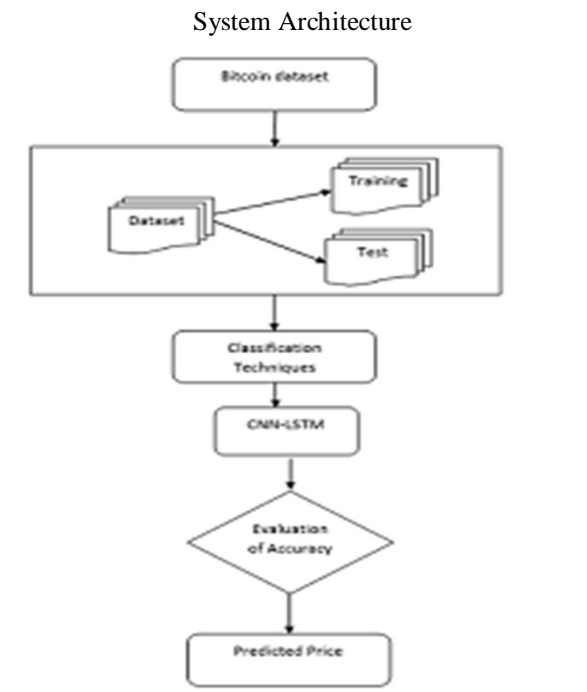 System Architecture
Bitcoin dataset
Training
Dataset
Test
Classification
Techniques
CNN-LSTM
Evaluation
of Accuracy
Predicted Price